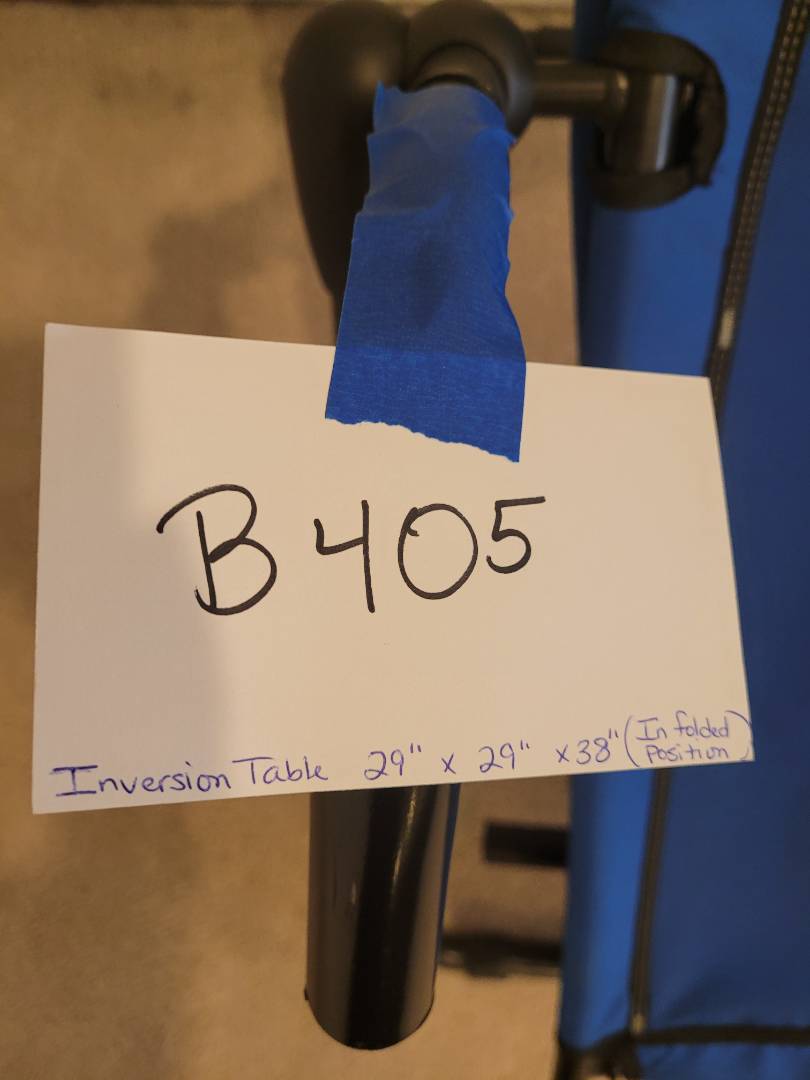 B405
Inversion Table 29" x 29" x 38" (In folded
Position)